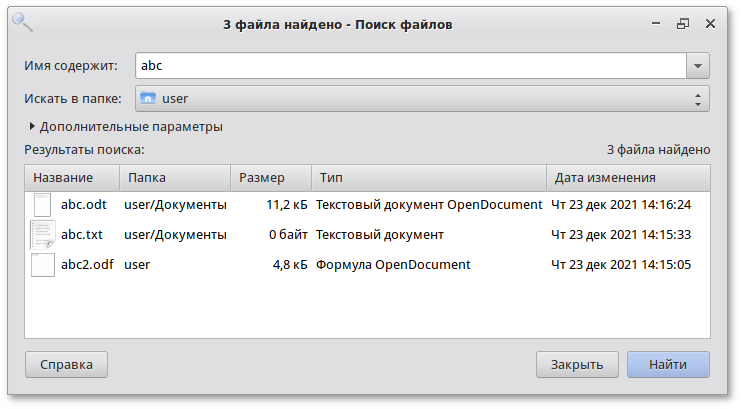 3 файла найдено - Поиск файлов
Имя содержит: abc
Искать в папке: user
Дополнительные параметры
Результаты поиска: 3 файла найдено
Название Папка Размер Тип Дата изменения
abc.odt user/Документы 11,2 кБ Текстовый документ OpenDocument Чт 23 дек 2021 14:16:24
abc.txt user/Документы 0 байт Текстовый документ Чт 23 дек 2021 14:15:33
abc2.odf user 4,8 кБ Формула OpenDocument Чт 23 дек 2021 14:15:05
Справка Закрыть Найти